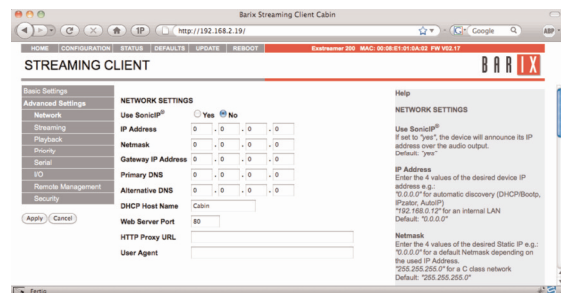 Barix Streaming Client Cabin
http://192.168.2.19/
Google
ABP
HOME CONFIGURATION STATUS DEFAULTS UPDATE REBOOT
Exstreamer 200 MAC: 00:08:E1:01:0A:02 FW V02.17
STREAMING CLIENT
BARIX
Basic Settings
Advanced Settings
Network
Streaming
Playback
Priority
Serial
I/O
Remote Management
Security
Apply Cancel
NETWORK SETTINGS
Use SonicIP® Yes No
IP Address 0 . 0 . 0 . 0
Netmask 0 . 0 . 0 . 0
Gateway IP Address 0 . 0 . 0 . 0
Primary DNS 0 . 0 . 0 . 0
Alternative DNS 0 . 0 . 0 . 0
DHCP Host Name Cabin
Web Server Port 80
HTTP Proxy URL
User Agent
Help
NETWORK SETTINGS
Use SonicIP®
If set to "yes", the device will announce its IP
address over the audio output.
Default: "yes"
IP Address
Enter the 4 values of the desired device IP
address e.g.:
"0.0.0.0" for automatic discovery (DHCP/Bootp,
IPzator, AutoIP)
"192.168.0.12" for an internal LAN
Default: "0.0.0.0"
Netmask
Enter the 4 values of the desired Static IP e.g.:
"0.0.0.0" for a default Netmask depending on
the used IP Address.
"255.255.255.0" for a C class network
Default: "255.255.255.0"
Fertig